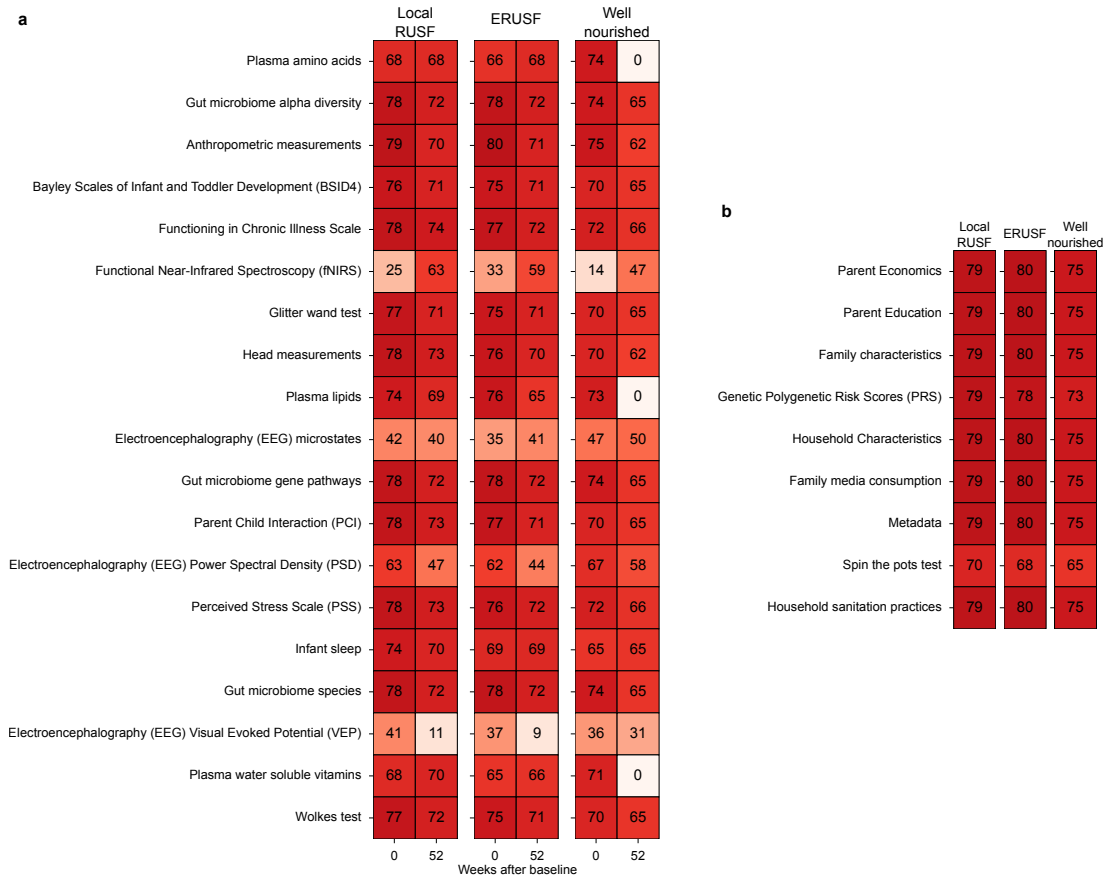 a
Local
RUSF
ERUSF
Well
nourished
Plasma amino acids 68 68 66 68 74 0
Gut microbiome alpha diversity 78 72 78 72 74 65
Anthropometric measurements 79 70 80 71 75 62
Bayley Scales of Infant and Toddler Development (BSID4) 76 71 75 71 70 65
Functioning in Chronic Illness Scale 78 74 77 72 72 66
Functional Near-Infrared Spectroscopy (fNIRS) 25 63 33 59 14 47
Glitter wand test 77 71 75 71 70 65
Head measurements 78 73 76 70 70 62
Plasma lipids 74 69 76 65 73 0
Electroencephalography (EEG) microstates 42 40 35 41 47 50
Gut microbiome gene pathways 78 72 78 72 74 65
Parent Child Interaction (PCI) 78 73 77 71 70 65
Electroencephalography (EEG) Power Spectral Density (PSD) 63 47 62 44 67 58
Perceived Stress Scale (PSS) 78 73 76 72 72 66
Infant sleep 74 70 69 69 65 65
Gut microbiome species 78 72 78 72 74 65
Electroencephalography (EEG) Visual Evoked Potential (VEP) 41 11 37 9 36 31
Plasma water soluble vitamins 68 70 65 66 71 0
Wolkes test 77 72 75 71 70 65
0 52 0 52 0 52
Weeks after baseline
b
Local
RUSF
ERUSF
Well
nourished
Parent Economics 79 80 75
Parent Education 79 80 75
Family characteristics 79 80 75
Genetic Polygenetic Risk Scores (PRS) 79 78 73
Household Characteristics 79 80 75
Family media consumption 79 80 75
Metadata 79 80 75
Spin the pots test 70 68 65
Household sanitation practices 79 80 75